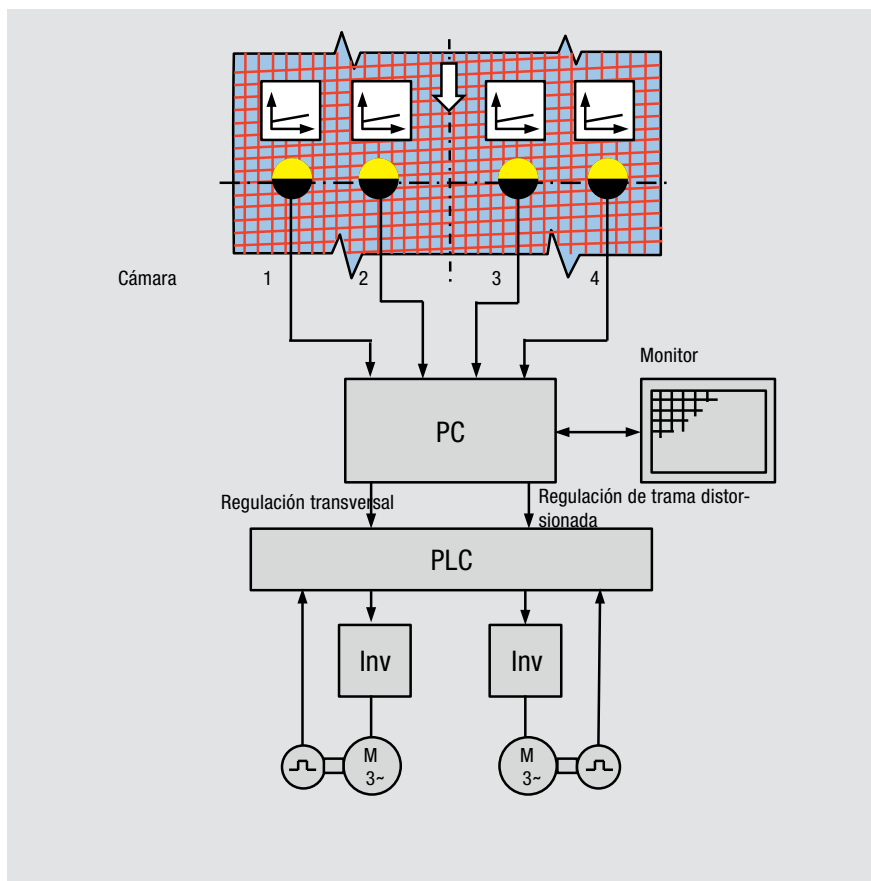 Cámara 1 2 3 4
Monitor
PC
Regulación transversal
Regulación de trama distor-
sionada
PLC
Inv Inv
M M
3~ 3~